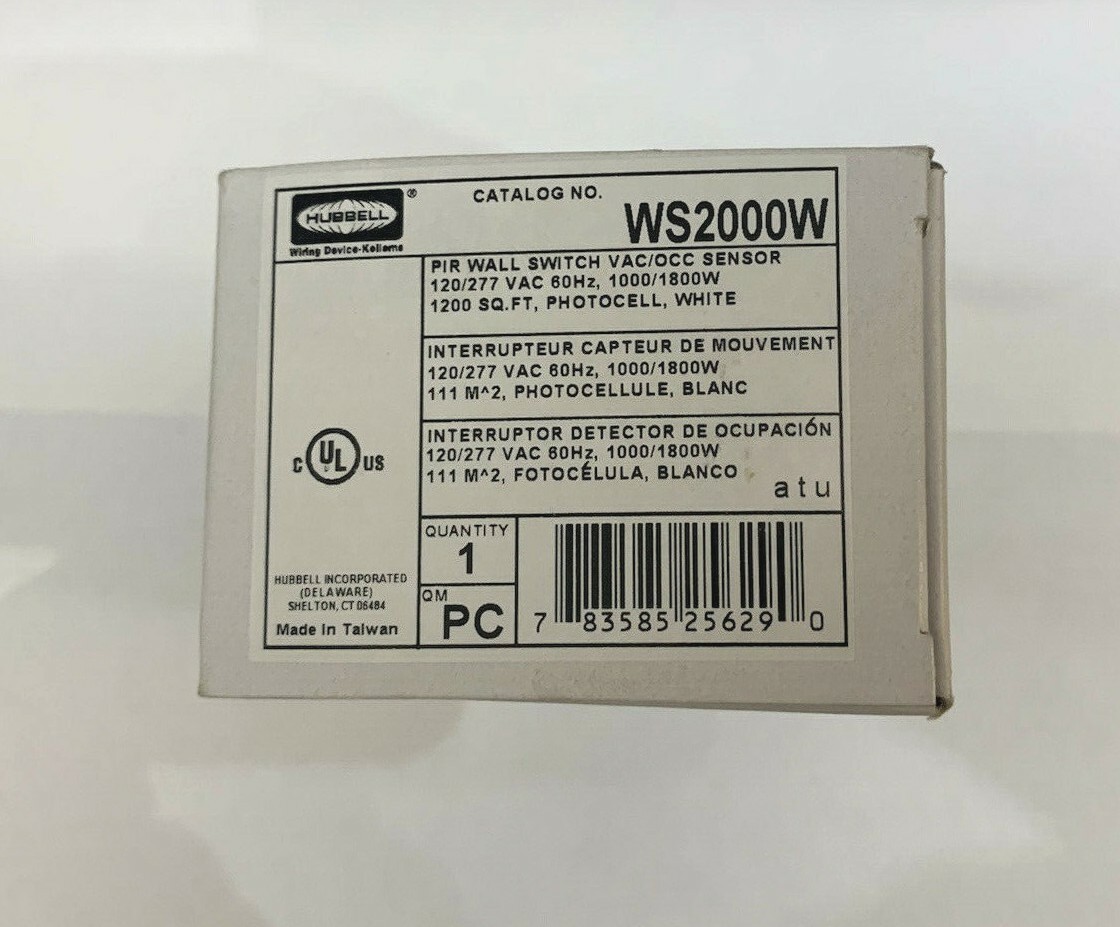 HUBBELL ®
Wiring Device-Kellems
CATALOG NO.
WS2000W
PIR WALL SWITCH VAC/OCC SENSOR
120/277 VAC 60Hz, 1000/1800W
1200 SQ.FT, PHOTOCELL, WHITE
INTERRUPTEUR CAPTEUR DE MOUVEMENT
120/277 VAC 60Hz, 1000/1800W
111 M^2, PHOTOCELLULE, BLANC
INTERRUPTOR DETECTOR DE OCUPACIÓN
120/277 VAC 60Hz, 1000/1800W
111 M^2, FOTOCÉLULA, BLANCO
atu
C UL US
HUBBELL INCORPORATED
(DELAWARE)
SHELTON, CT 06484
Made in Taiwan
QUANTITY
1
QM
PC
7 83585 25629 0